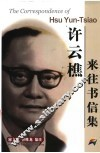 The Correspondence of
Hsu Yun-Tsiao
许云樵
来往书信集